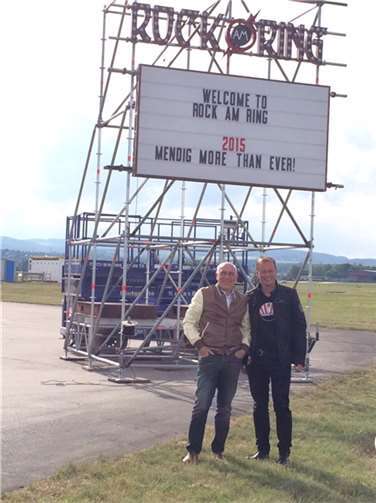 ROCK AM RING
WELCOME TO
ROCK AM RING
2015
MENDIG MORE THAN EVER!